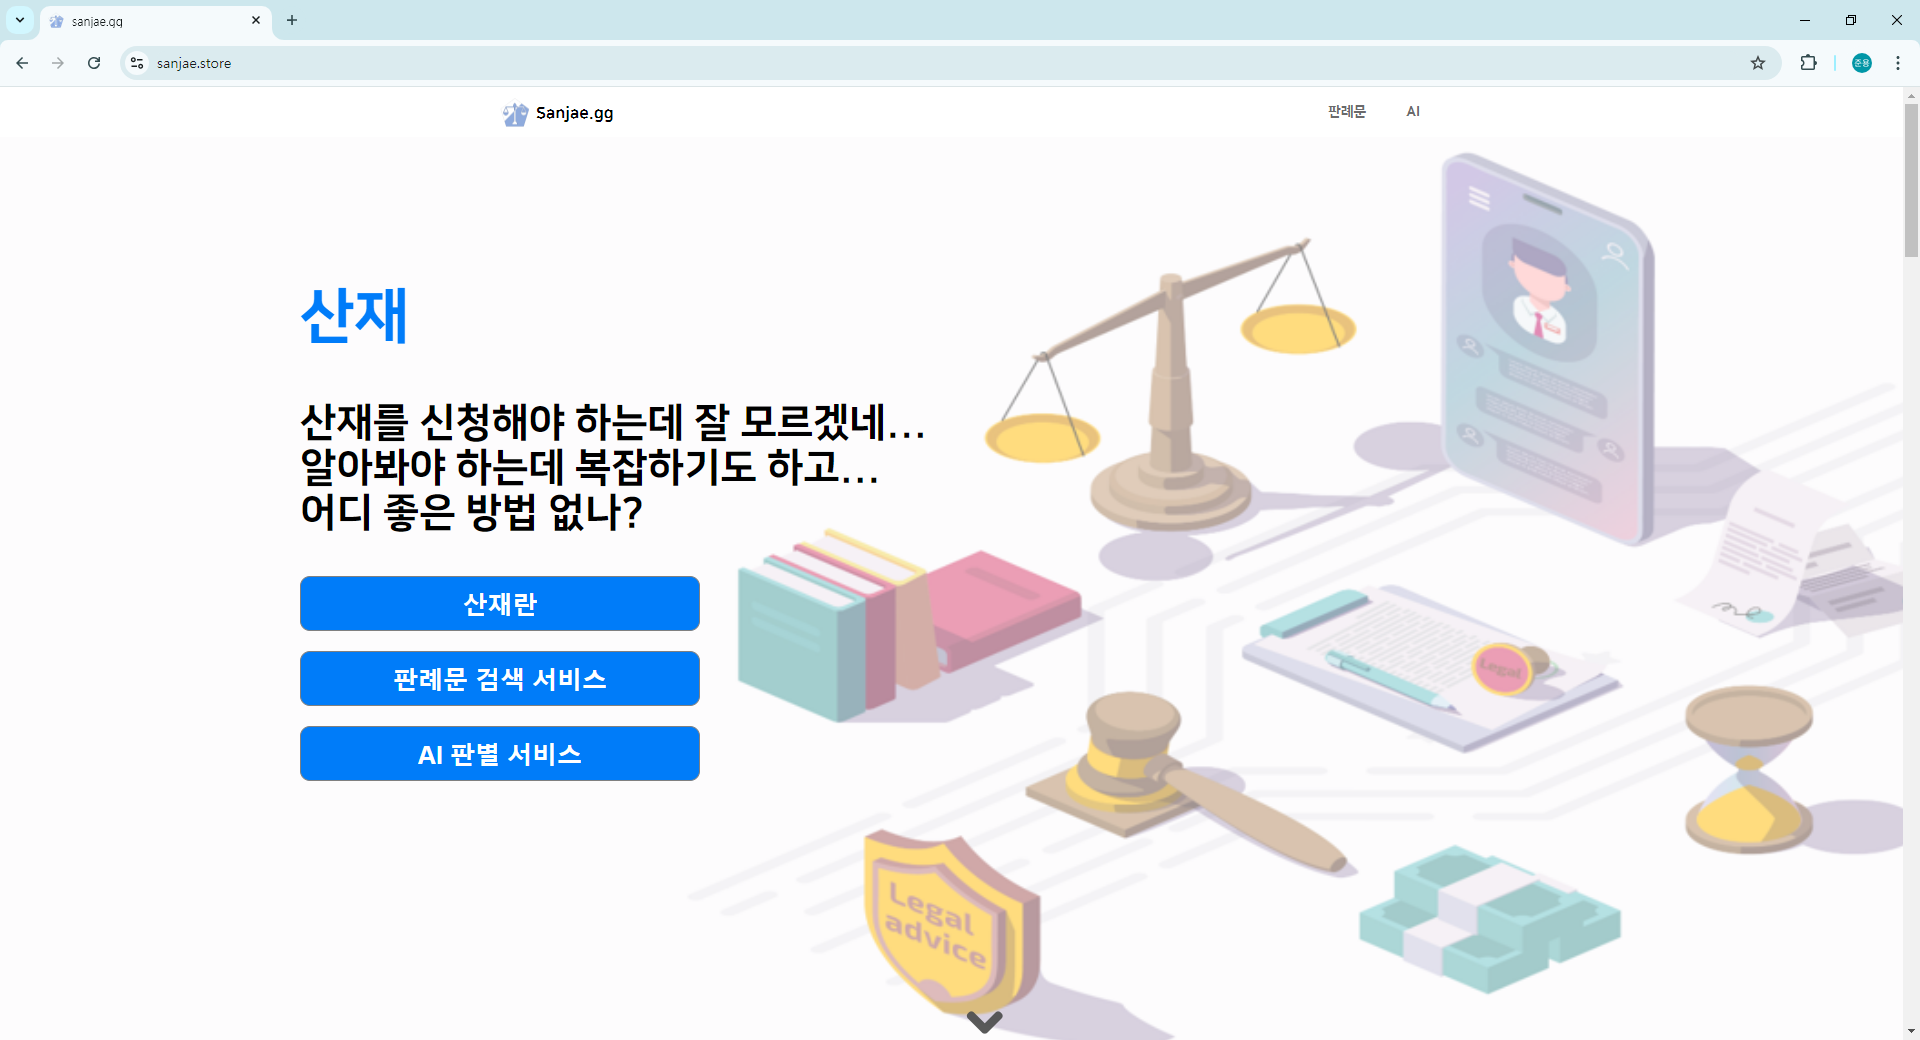 sanjae.gg
sanjae.store
준용
Sanjae.gg
판례문
AI
산재
산재를 신청해야 하는데 잘 모르겠네...
알아봐야 하는데 복잡하기도 하고...
어디 좋은 방법 없나?
산재란
판례문 검색 서비스
AI 판별 서비스
Legal
Legal
advice